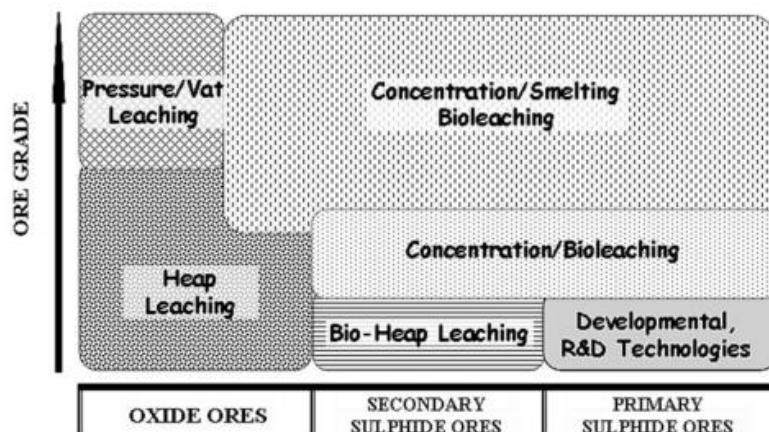 ORE GRADE
Pressure/Vat
Leaching
Concentration/Smelting
Bioleaching
Concentration/Bioleaching
Heap
Leaching
Bio-Heap Leaching
Developmental,
R&D Technologies
OXIDE ORES
SECONDARY
SULPHIDE ORES
PRIMARY
SULPHIDE ORES